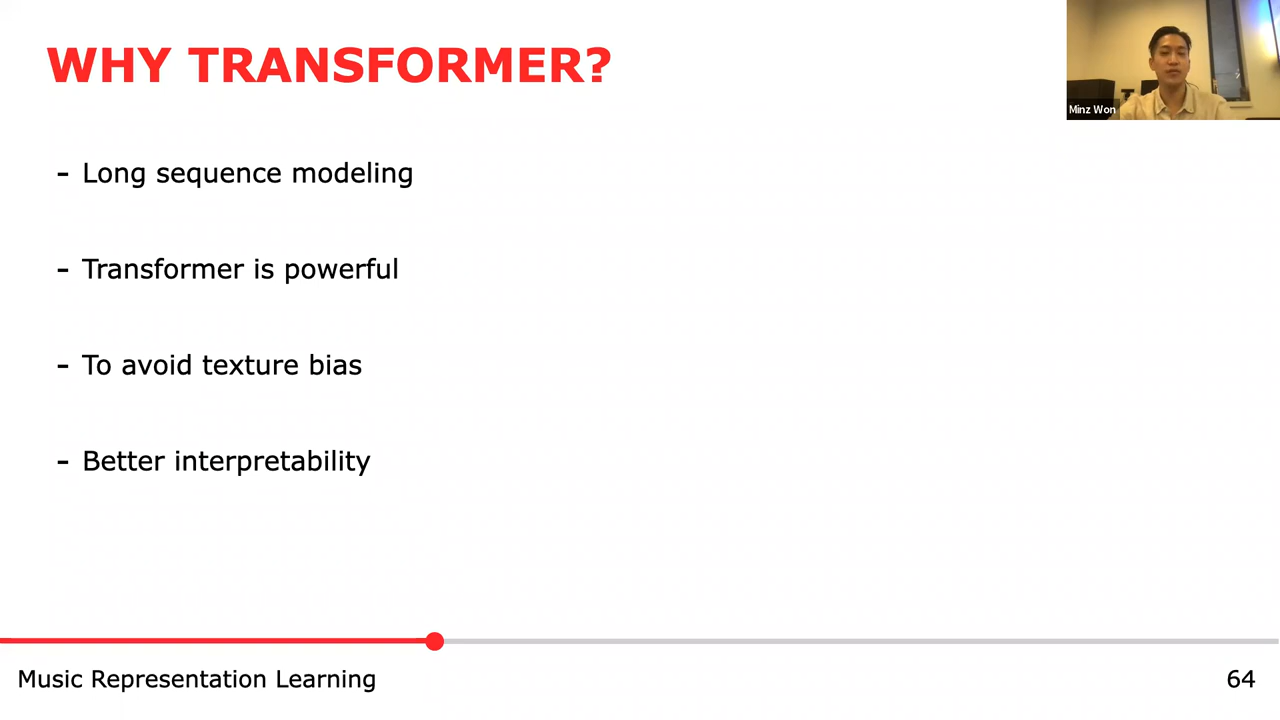 WHY TRANSFORMER?
Minz Won
- Long sequence modeling
- Transformer is powerful
- To avoid texture bias
- Better interpretability
Music Representation Learning
64